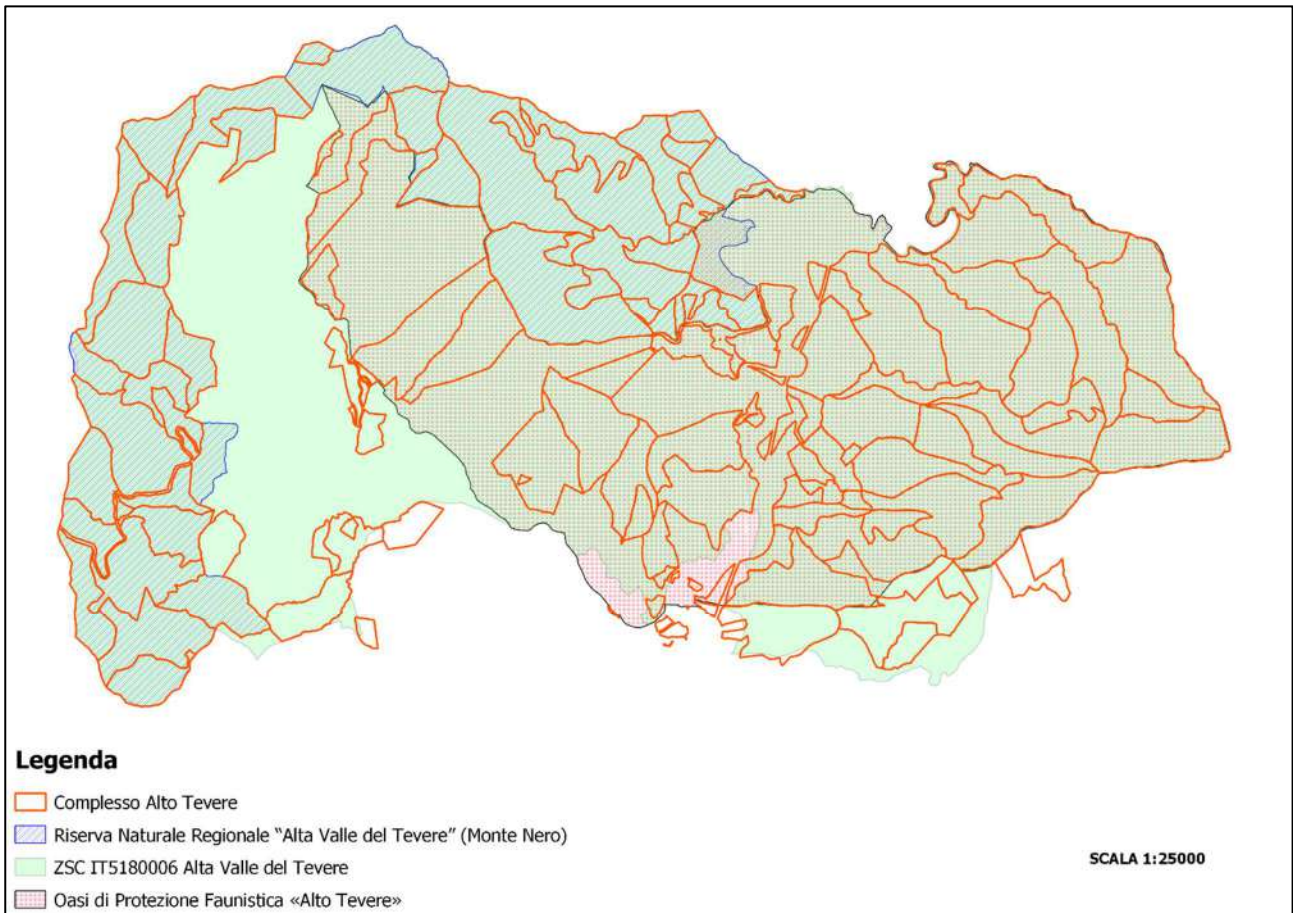 Legenda
Complesso Alto Tevere
Riserva Naturale Regionale "Alta Valle del Tevere" (Monte Nero)
ZSC IT5180006 Alta Valle del Tevere
SCALA 1:25000
Oasi di Protezione Faunistica «Alto Tevere»